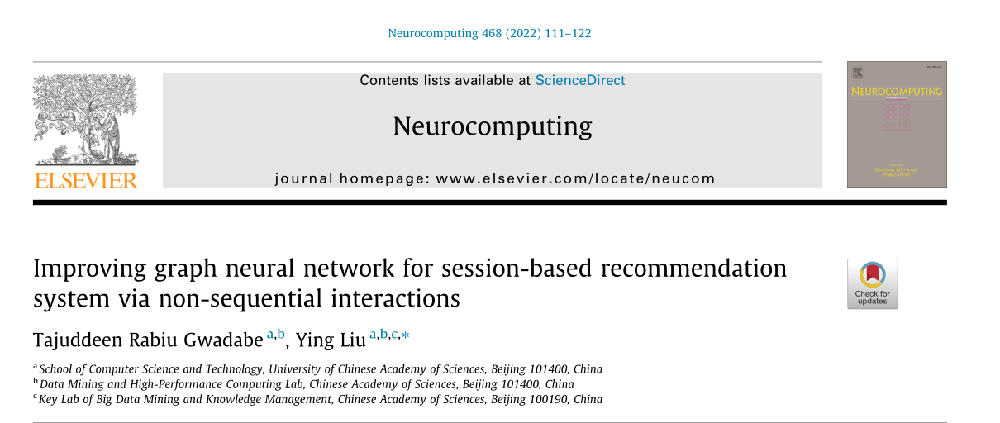 Neurocomputing 468 (2022) 111–122
Contents lists available at ScienceDirect
Neurocomputing
journal homepage: www.elsevier.com/locate/neucom
ELSEVIER
NEUROCOMPUTING
ORIGINAL SOFTWARE
PUBLICATIONS
Improving graph neural network for session-based recommendation
system via non-sequential interactions
Check for
updates
Tajuddeen Rabiu Gwadabe a,b, Ying Liu a,b,c,*
a School of Computer Science and Technology, University of Chinese Academy of Sciences, Beijing 101400, China
b Data Mining and High-Performance Computing Lab, Chinese Academy of Sciences, Beijing 101400, China
c Key Lab of Big Data Mining and Knowledge Management, Chinese Academy of Sciences, Beijing 100190, China